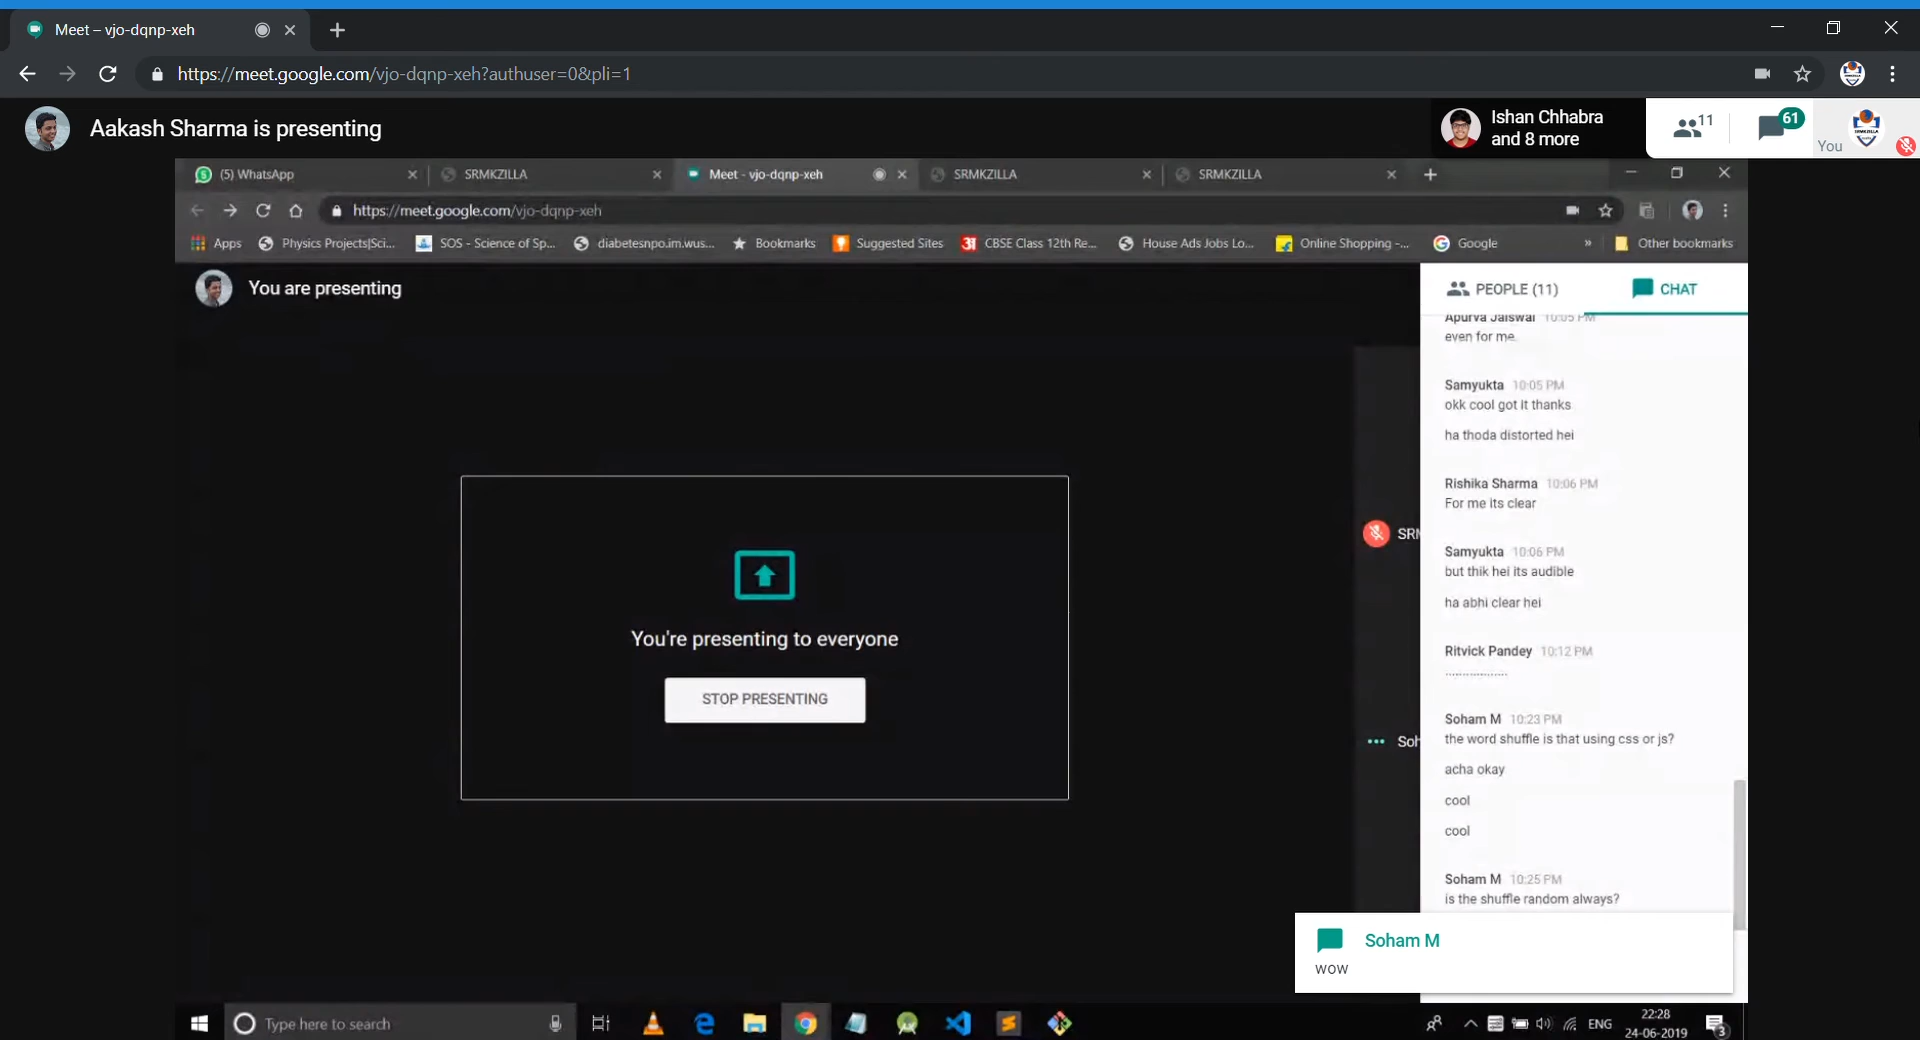 Meet – vjo-dqnp-xeh
https://meet.google.com/vjo-dqnp-xeh?authuser=0&pli=1
Aakash Sharma is presenting
Ishan Chhabra
and 8 more
11
61
You
(5) WhatsApp
SRMKZILLA
Meet - vjo-dqnp-xeh
SRMKZILLA
SRMKZILLA
https://meet.google.com/vjo-dqnp-xeh
Apps
Physics Projects|Sci...
SOS - Science of Sp...
diabetesnpo.im.wus...
Bookmarks
Suggested Sites
CBSE Class 12th Re...
House Ads Jobs Lo...
Online Shopping -...
Google
»
Other bookmarks
You are presenting
PEOPLE (11)
CHAT
Apurva Jaiswal 10:05 PM
even for me.
Samyukta 10:05 PM
okk cool got it thanks
ha thoda distorted hei
Rishika Sharma 10:06 PM
For me its clear
Samyukta 10:06 PM
but thik hei its audible
ha abhi clear hei
Ritvick Pandey 10:12 PM
..................
Soham M 10:23 PM
the word shuffle is that using css or js?
acha okay
cool
cool
Soham M 10:25 PM
is the shuffle random always?
You're presenting to everyone
STOP PRESENTING
SRM
Soh
Soham M
wow
Type here to search
ENG
22:28
24-06-2019
3